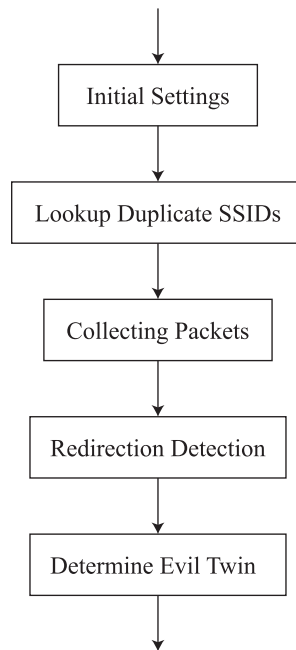 Initial Settings
Lookup Duplicate SSIDs
Collecting Packets
Redirection Detection
Determine Evil Twin